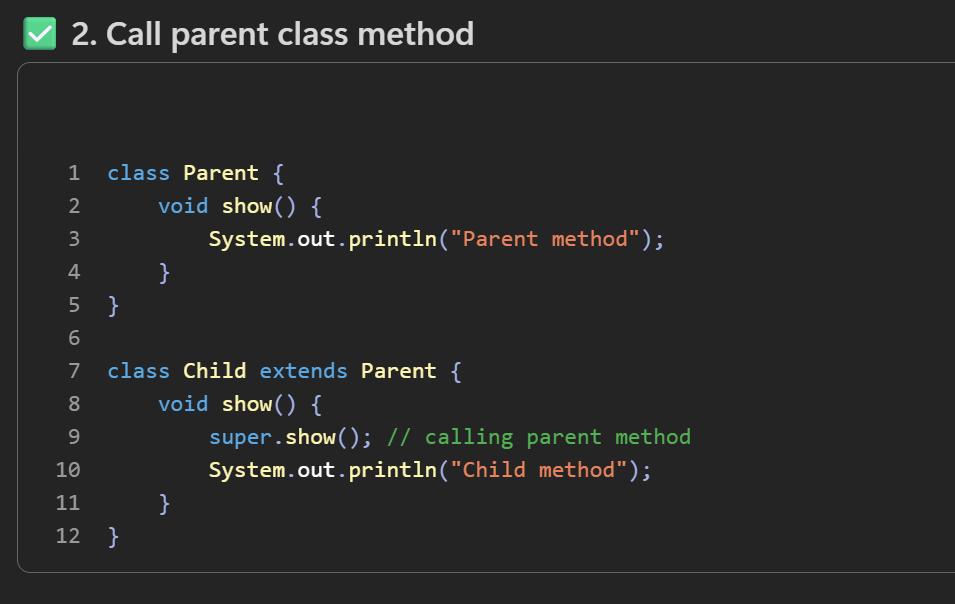 ✅ 2. Call parent class method
1 class Parent {
2     void show() {
3         System.out.println("Parent method");
4     }
5 }
6
7 class Child extends Parent {
8     void show() {
9         super.show(); // calling parent method
10         System.out.println("Child method");
11     }
12 }